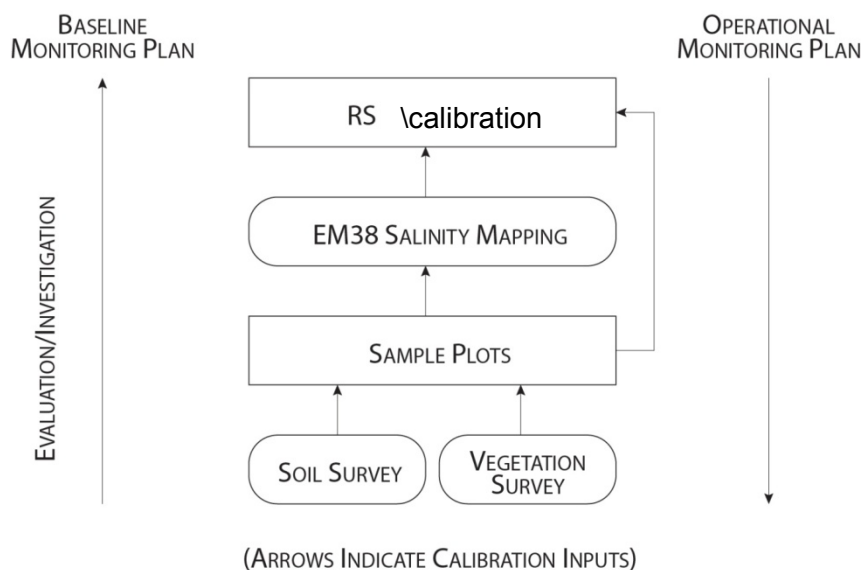 BASELINE
MONITORING PLAN
OPERATIONAL
MONITORING PLAN
RS \calibration
EM38 SALINITY MAPPING
EVALUATION/INVESTIGATION
SAMPLE PLOTS
SOIL SURVEY
VEGETATION
SURVEY
(ARROWS INDICATE CALIBRATION INPUTS)